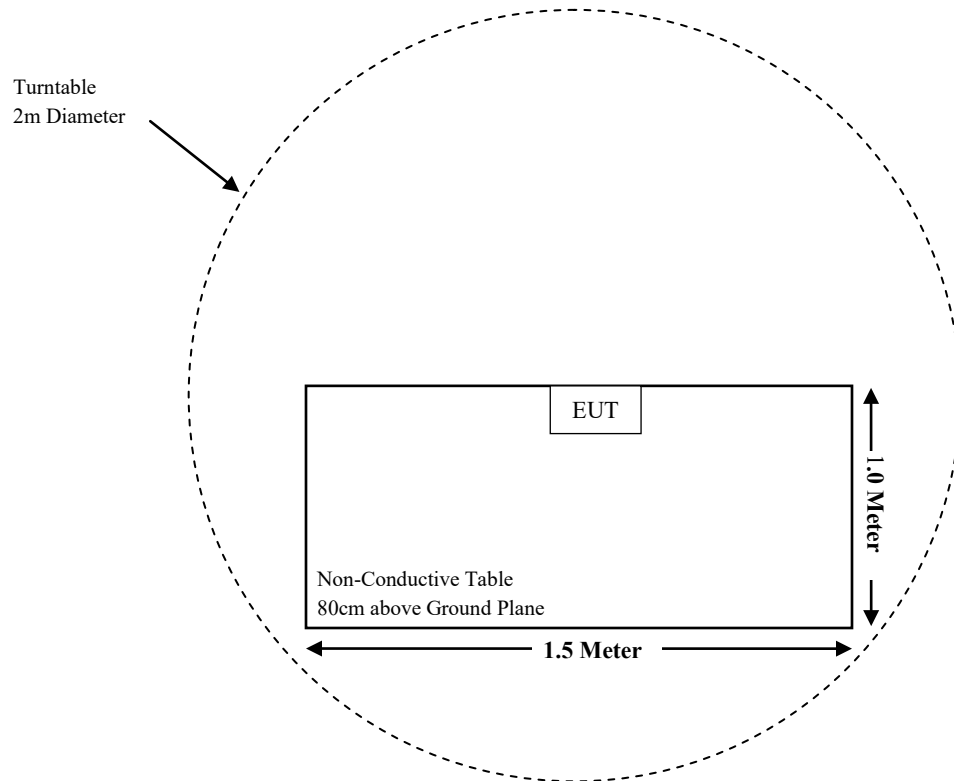 Turntable
2m Diameter
EUT
1.0 Meter
Non-Conductive Table
80cm above Ground Plane
1.5 Meter